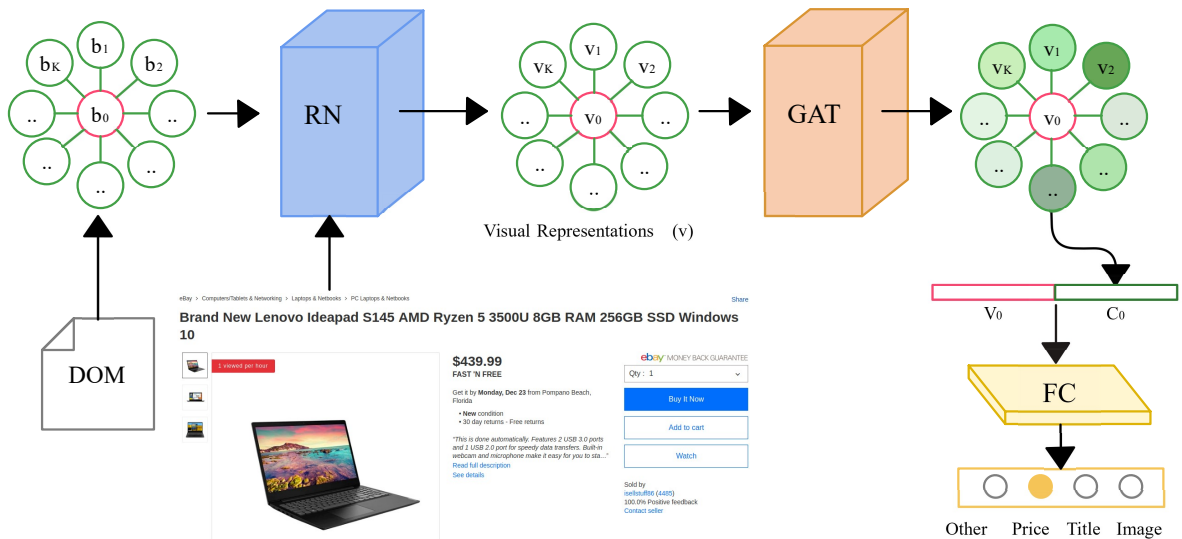 b1
bK
b2
..
b0
..
..
..
..
RN
v1
vK
v2
..
v0
..
..
..
..
Visual Representations (v)
GAT
v1
vK
v2
..
v0
..
..
..
..
V0 C0
FC
Other Price Title Image
DOM
eBay > Computers/Tablets & Networking > Laptops & Netbooks > PC Laptops & Netbooks
Share
Brand New Lenovo Ideapad S145 AMD Ryzen 5 3500U 8GB RAM 256GB SSD Windows
10
1 viewed per hour
$439.99
FAST 'N FREE
Get it by Monday, Dec 23 from Pompano Beach,
Florida
• New condition
• 30 day returns - Free returns
"This is done automatically. Features 2 USB 3.0 ports
and 1 USB 2.0 port for speedy data transfers. Built-in
webcam and microphone make it easy for you to sta..."
Read full description
See details
ebay MONEY BACK GUARANTEE
Qty : 1
Buy It Now
Add to cart
Watch
Sold by
isellstuff86 (4485)
100.0% Positive feedback
Contact seller